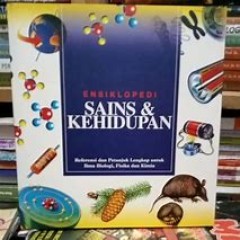 ENSIKLOPEDI
SAINS &
KEHIDUPAN
Referensi dan Petunjuk Lengkap untuk
Ilmu Biologi, Fisika dan Kimia